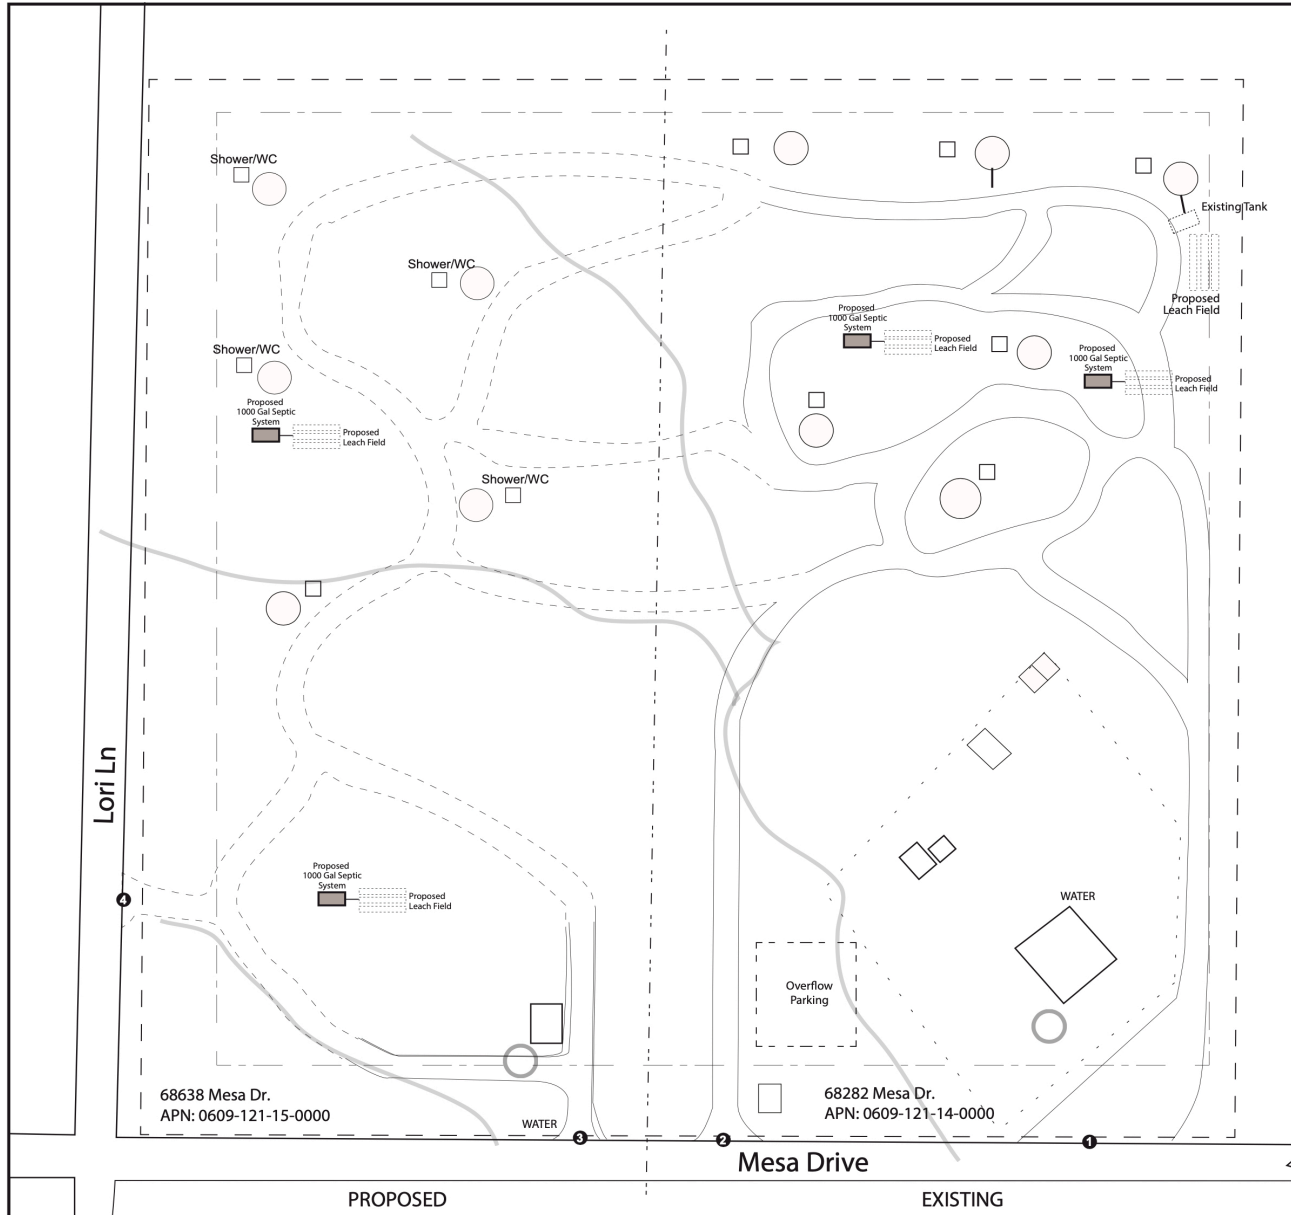 Shower/WC
Existing Tank
Shower/WC
Proposed
Leach Field
Proposed
1000 Gal Septic
System
Proposed
Leach Field
Shower/WC
Proposed
1000 Gal Septic
System
Proposed
Leach Field
Proposed
1000 Gal Septic
System
Proposed
Leach Field
Shower/WC
Lori Ln
Proposed
1000 Gal Septic
System
Proposed
Leach Field
4
WATER
Overflow
Parking
68638 Mesa Dr.
APN: 0609-121-15-0000
68282 Mesa Dr.
APN: 0609-121-14-0000
WATER
3
2
1
Mesa Drive
PROPOSED
EXISTING